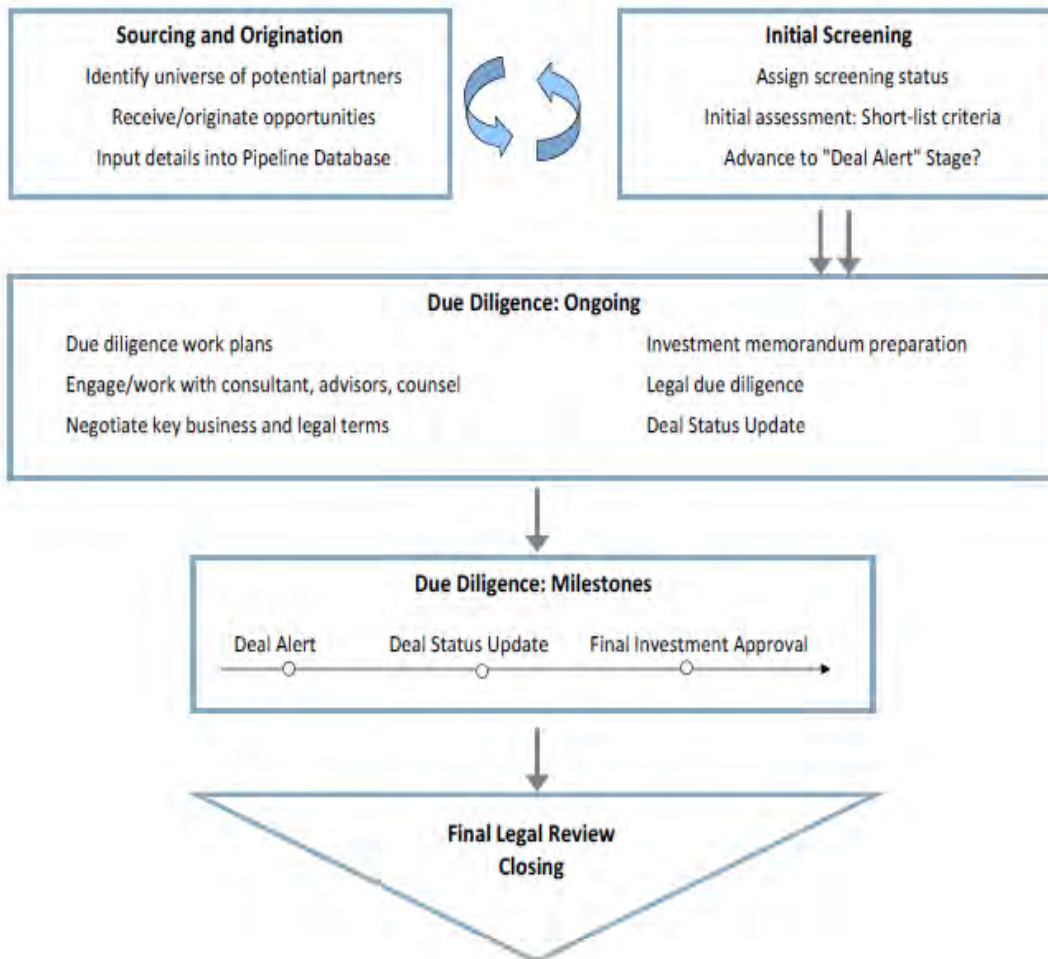 Sourcing and Origination
Identify universe of potential partners
Receive/originate opportunities
Input details into Pipeline Database
Initial Screening
Assign screening status
Initial assessment: Short-list criteria
Advance to "Deal Alert" Stage?
Due Diligence: Ongoing
Due diligence work plans
Engage/work with consultant, advisors, counsel
Negotiate key business and legal terms
Investment memorandum preparation
Legal due diligence
Deal Status Update
Due Diligence: Milestones
Deal Alert
Deal Status Update
Final Investment Approval
Final Legal Review
Closing